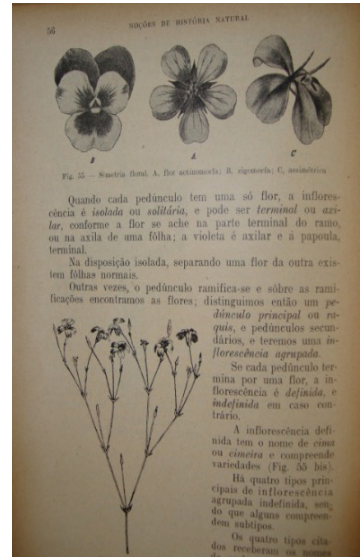 56
NOÇÕES DE HISTÓRIA NATURAL
B
A
C
Fig. 55 — Simetria floral. A, flor actinomorfa; B, zigomorfa; C, assimétrica
Quando cada pedúnculo tem uma só flor, a inflores-
cência é isolada ou solitária, e pode ser terminal ou axi-
lar, conforme a flor se ache na parte terminal do ramo,
ou na axila de uma fôlha; a violeta é axilar e a papoula,
terminal.
Na disposição isolada, separando uma flor da outra exis-
tem fôlhas normais.
Outras vezes, o pedúnculo ramifica-se e sôbre as rami-
ficações encontramos as flores; distinguimos então um pe-
dúnculo principal ou ra-
quis, e pedúnculos secun-
dários, e teremos uma in-
florescência agrupada.
Se cada pedúnculo ter-
mina por uma flor, a in-
florescência é definida, e
indefinida em caso con-
trário.
A inflorescência defi-
nida tem o nome de cima
ou cimeira e compreende
variedades (Fig. 55 bis).
Há quatro tipos prin-
cipais de inflorescência
agrupada indefinida, sen-
do que alguns compreen-
dem subtipos.
Os quatro tipos cita-
dos receberam os nomes